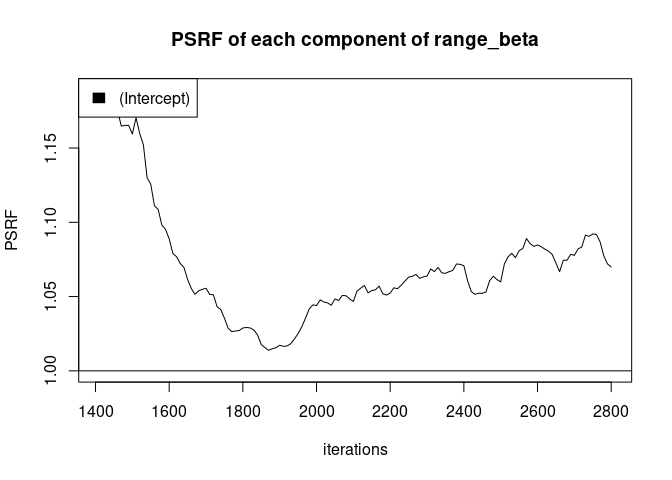 PSRF of each component of range_beta
(Intercept)
PSRF
1.15
1.10
1.05
1.00
1400 1600 1800 2000 2200 2400 2600 2800
iterations